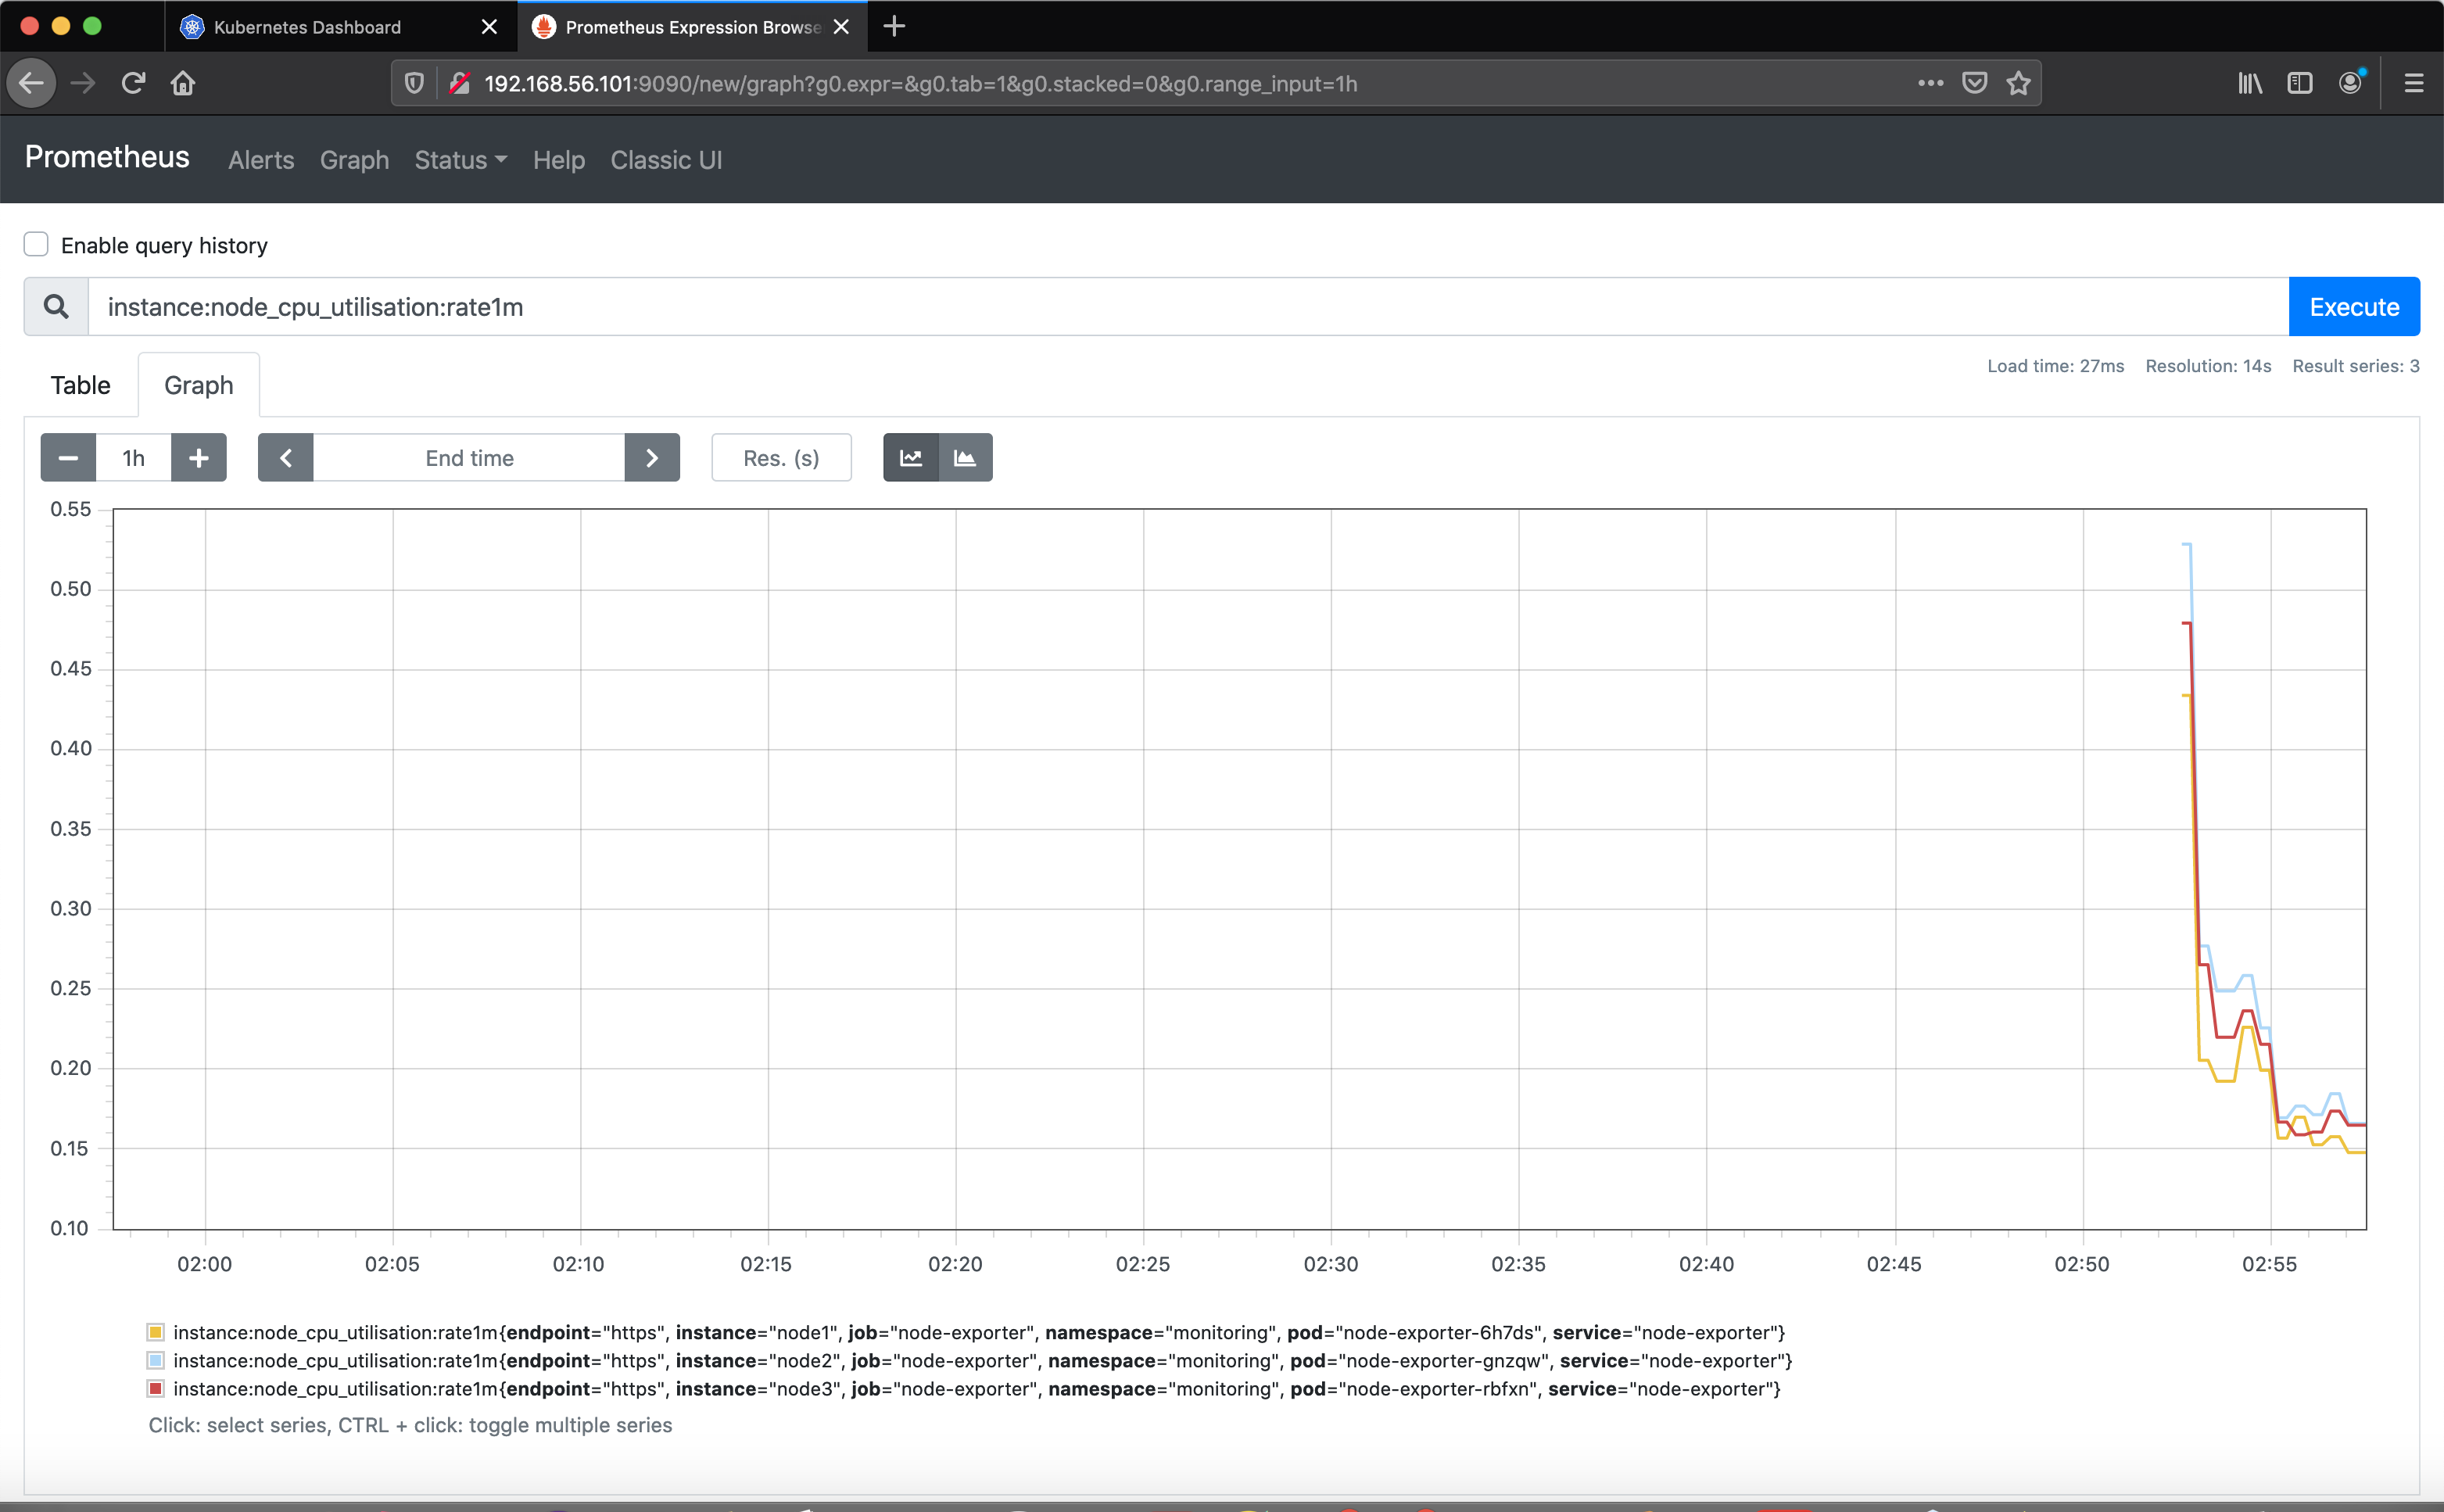 Kubernetes Dashboard
Prometheus Expression Browse
192.168.56.101:9090/new/graph?g0.expr=&g0.tab=1&g0.stacked=0&g0.range_input=1h
Prometheus Alerts Graph Status Help Classic UI
Enable query history
instance:node_cpu_utilisation:rate1m Execute
Load time: 27ms Resolution: 14s Result series: 3
Table Graph
1h End time Res. (s)
0.55
0.50
0.45
0.40
0.35
0.30
0.25
0.20
0.15
0.10
02:00 02:05 02:10 02:15 02:20 02:25 02:30 02:35 02:40 02:45 02:50 02:55
instance:node_cpu_utilisation:rate1m{endpoint="https", instance="node1", job="node-exporter", namespace="monitoring", pod="node-exporter-6h7ds", service="node-exporter"}
instance:node_cpu_utilisation:rate1m{endpoint="https", instance="node2", job="node-exporter", namespace="monitoring", pod="node-exporter-gnzqw", service="node-exporter"}
instance:node_cpu_utilisation:rate1m{endpoint="https", instance="node3", job="node-exporter", namespace="monitoring", pod="node-exporter-rbfxn", service="node-exporter"}
Click: select series, CTRL + click: toggle multiple series